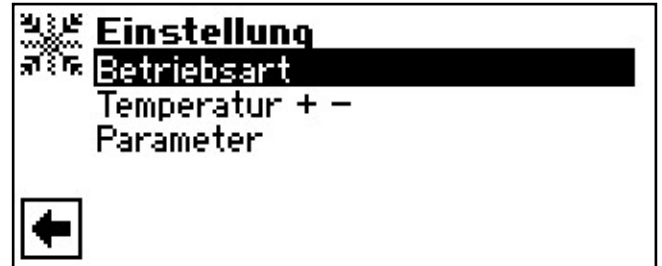 Einstellung
Betriebsart
Temperatur + −
Parameter